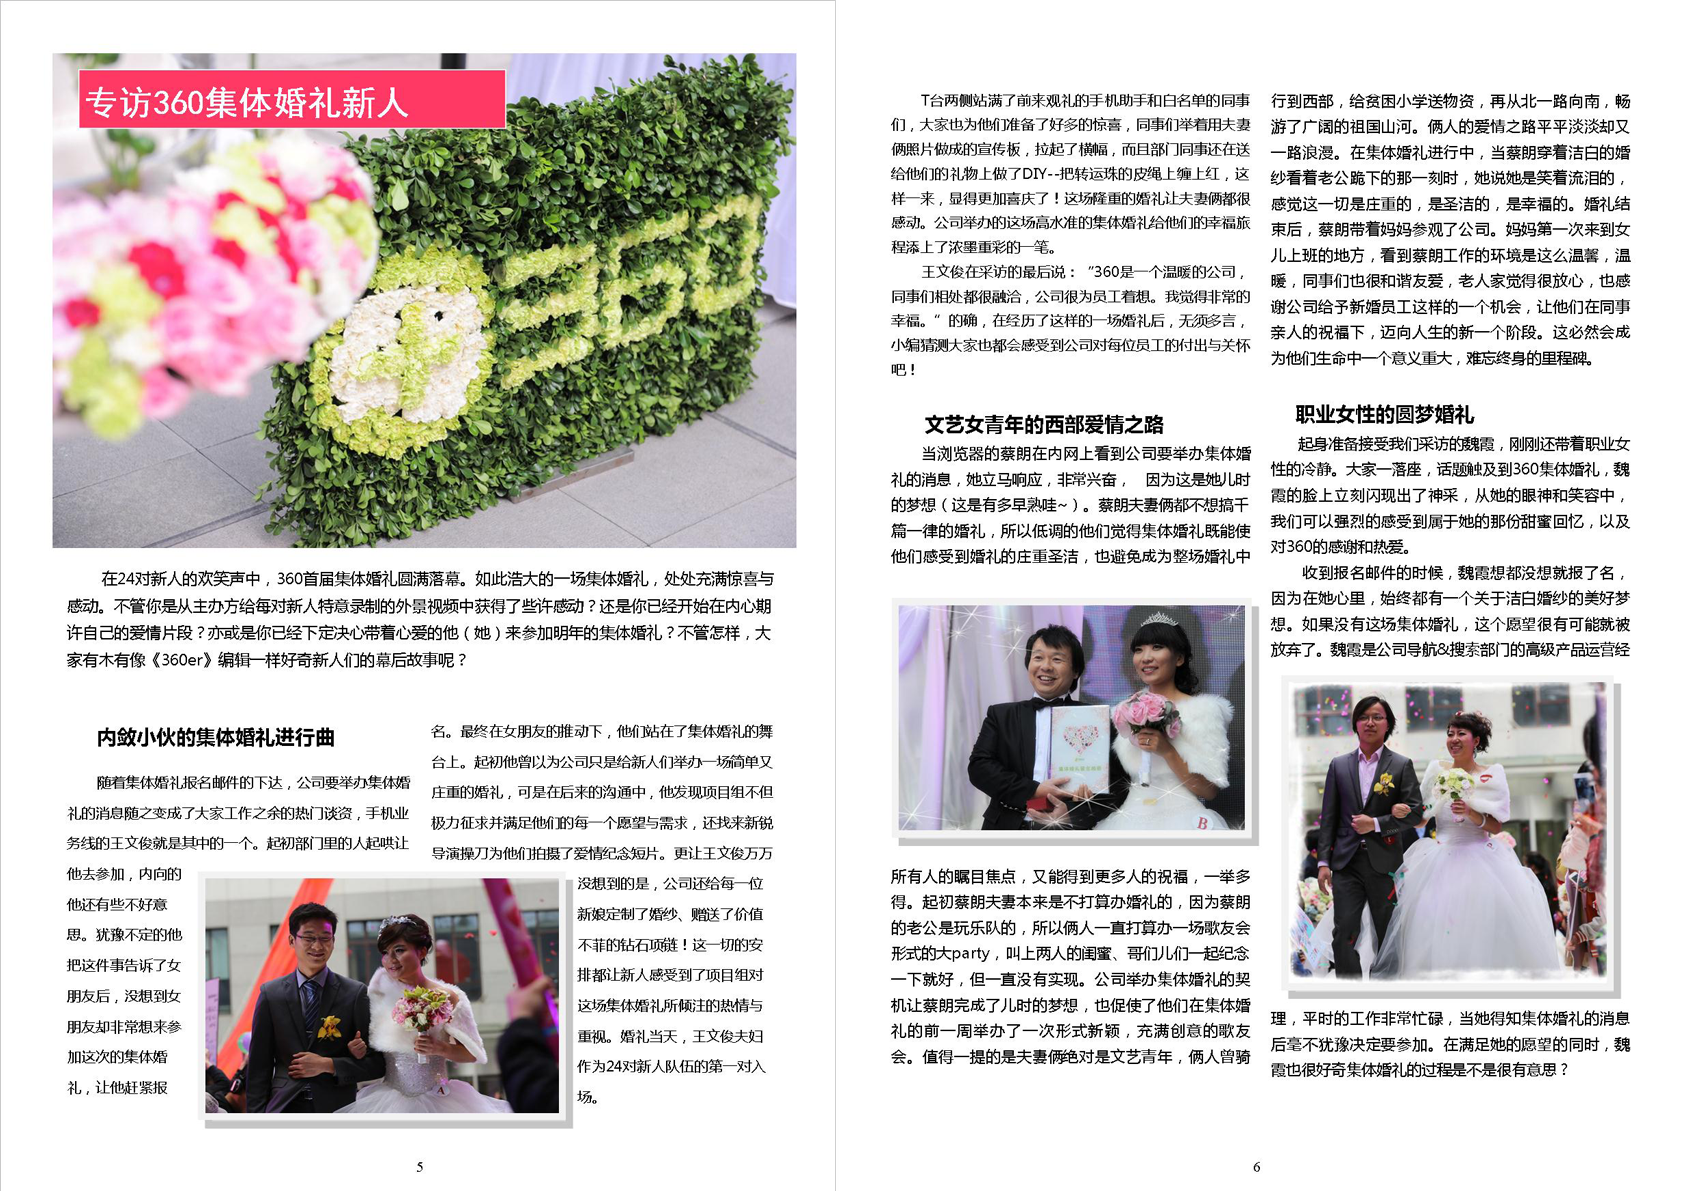 专访360集体婚礼新人
在24对新人的欢笑声中，360首届集体婚礼圆满落幕。如此浩大的一场集体婚礼，处处充满惊喜与
感动。不管你是从主办方给每对新人特意录制的外景视频中获得了些许感动？还是你已经开始在内心期
许自己的爱情片段？亦或是你已经下定决心带着心爱的他（她）来参加明年的集体婚礼？不管怎样，大
家有木有像《360er》编辑一样好奇新人们的幕后故事呢？
内敛小伙的集体婚礼进行曲
随着集体婚礼报名邮件的下达，公司要举办集体婚
礼的消息随之变成了大家工作之余的热门谈资，手机业
务线的王文俊就是其中的一个。起初部门里的人起哄让
他去参加，内向的
他还有些不好意
思。犹豫不定的他
把这件事告诉了女
朋友后，没想到女
朋友却非常想来参
加这次的集体婚
礼，让他赶紧报
名。最终在女朋友的推动下，他们站在了集体婚礼的舞
台上。起初他曾以为公司只是给新人们举办一场简单又
庄重的婚礼，可是在后来的沟通中，他发现项目组不但
极力征求并满足他们的每一个愿望与需求，还找来新锐
导演操刀为他们拍摄了爱情纪念短片。更让王文俊万万
没想到的是，公司还给每一位
新娘定制了婚纱、赠送了价值
不菲的钻石项链！这一切的安
排都让新人感受到了项目组对
这场集体婚礼所倾注的热情与
重视。婚礼当天，王文俊夫妇
作为24对新人队伍的第一对入
场。
A
5
T台两侧站满了前来观礼的手机助手和白名单的同事
们，大家也为他们准备了好多的惊喜，同事们举着用夫妻
俩照片做成的宣传板，拉起了横幅，而且部门同事还在送
给他们的礼物上做了DIY--把转运珠的皮绳上缠上红，这
样一来，显得更加喜庆了！这场隆重的婚礼让夫妻俩都很
感动。公司举办的这场高水准的集体婚礼给他们的幸福旅
程添上了浓墨重彩的一笔。
王文俊在采访的最后说：“360是一个温暖的公司，
同事们相处都很融洽，公司很为员工着想。我觉得非常的
幸福。“的确，在经历了这样的一场婚礼后，无须多言，
小编猜测大家也都会感受到公司对每位员工的付出与关怀
吧！
文艺女青年的西部爱情之路
当浏览器的蔡朗在内网上看到公司要举办集体婚
礼的消息，她立马响应，非常兴奋， 因为这是她儿时
的梦想（这是有多早熟哇~）。蔡朗夫妻俩都不想搞千
篇一律的婚礼，所以低调的他们觉得集体婚礼既能使
他们感受到婚礼的庄重圣洁，也避免成为整场婚礼中
B
所有人的瞩目焦点，又能得到更多人的祝福，一举多
得。起初蔡朗夫妻本来是不打算办婚礼的，因为蔡朗
的老公是玩乐队的，所以俩人一直打算办一场歌友会
形式的大party，叫上两人的闺蜜、哥们儿们一起纪念
一下就好，但一直没有实现。公司举办集体婚礼的契
机让蔡朗完成了儿时的梦想，也促使了他们在集体婚
礼的前一周举办了一次形式新颖，充满创意的歌友
会。值得一提的是夫妻俩绝对是文艺青年，俩人曾骑
行到西部，给贫困小学送物资，再从北一路向南，畅
游了广阔的祖国山河。俩人的爱情之路平平淡淡却又
一路浪漫。在集体婚礼进行中，当蔡朗穿着洁白的婚
纱看着老公跪下的那一刻时，她说她是笑着流泪的，
感觉这一切是庄重的，是圣洁的，是幸福的。婚礼结
束后，蔡朗带着妈妈参观了公司。妈妈第一次来到女
儿上班的地方，看到蔡朗工作的环境是这么温馨，温
暖，同事们也很和谐友爱，老人家觉得很放心，也感
谢公司给予新婚员工这样的一个机会，让他们在同事
亲人的祝福下，迈向人生的新一个阶段。这必然会成
为他们生命中一个意义重大，难忘终身的里程碑。
职业女性的圆梦婚礼
起身准备接受我们采访的魏霞，刚刚还带着职业女
性的冷静。大家一落座，话题触及到360集体婚礼，魏
霞的脸上立刻闪现出了神采，从她的眼神和笑容中，
我们可以强烈的感受到属于她的那份甜蜜回忆，以及
对360的感谢和热爱。
收到报名邮件的时候，魏霞想都没想就报了名，
因为在她心里，始终都有一个关于洁白婚纱的美好梦
想。如果没有这场集体婚礼，这个愿望很有可能就被
放弃了。魏霞是公司导航&搜索部门的高级产品运营经
理，平时的工作非常忙碌，当她得知集体婚礼的消息
后毫不犹豫决定要参加。在满足她的愿望的同时，魏
霞也很好奇集体婚礼的过程是不是很有意思？
6